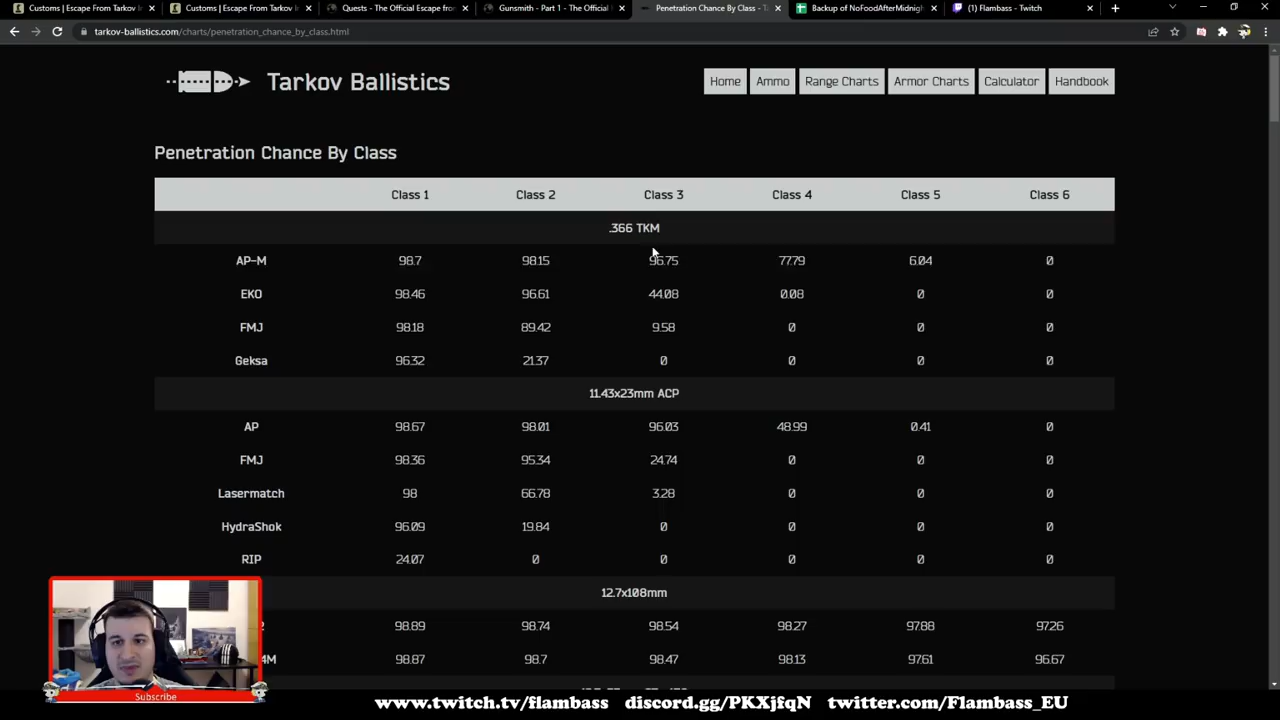 Customs | Escape From Tarkov In
Customs | Escape From Tarkov In
Quests - The Official Escape fro
Gunsmith - Part 1 - The Official
Penetration Chance By Class - T
Backup of NoFoodAfterMidnigh
(1) Flambass - Twitch
tarkov-ballistics.com/charts/penetration_chance_by_class.html
Tarkov Ballistics
Home
Ammo
Range Charts
Armor Charts
Calculator
Handbook
Penetration Chance By Class
Class 1 Class 2 Class 3 Class 4 Class 5 Class 6
.366 TKM
AP-M 98.7 98.15 96.75 77.79 6.04 0
EKO 98.46 96.61 44.08 0.08 0 0
FMJ 98.18 89.42 9.58 0 0 0
Geksa 96.32 21.37 0 0 0 0
11.43x23mm ACP
AP 98.67 98.01 96.03 48.99 0.41 0
FMJ 98.36 95.34 24.74 0 0 0
Lasermatch 98 66.78 3.28 0 0 0
HydraShok 96.09 19.84 0 0 0 0
RIP 24.07 0 0 0 0 0
12.7x108mm
2 98.89 98.74 98.54 98.27 97.88 97.26
4M 98.87 98.7 98.47 98.13 97.61 96.67
Subscribe
www.twitch.tv/flambass discord.gg/PKXjfqN twitter.com/Flambass_EU